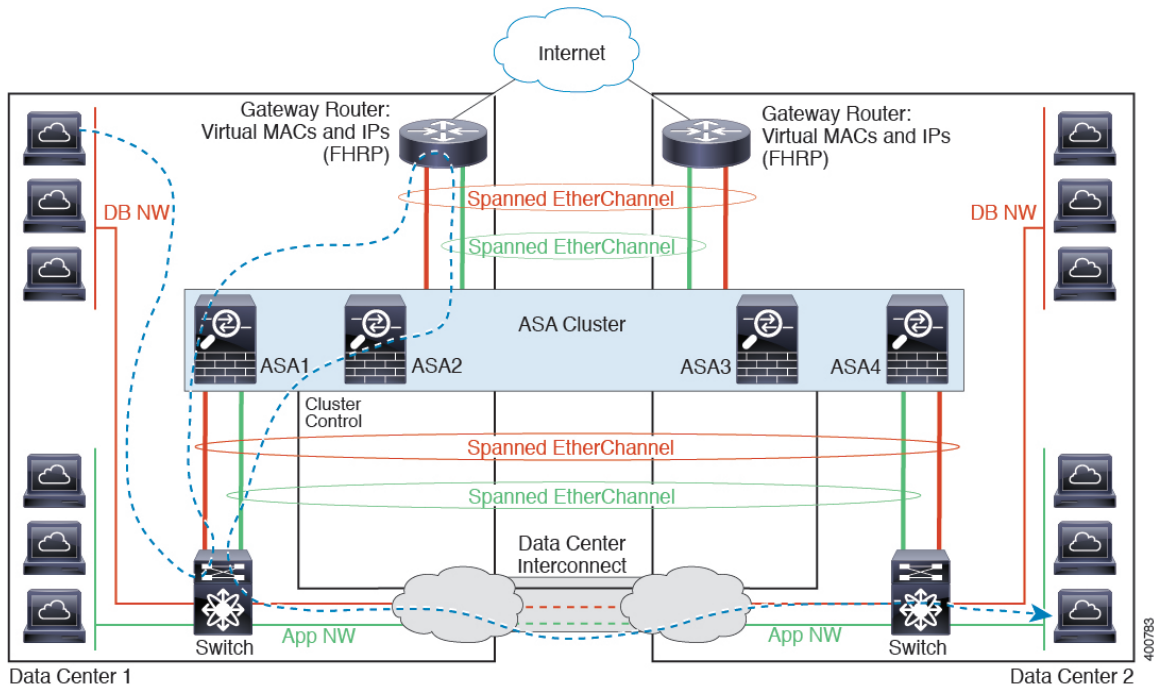 Internet
Gateway Router:
Virtual MACs and IPs
(FHRP)
Gateway Router:
Virtual MACs and IPs
(FHRP)
DB NW
Spanned EtherChannel
DB NW
Spanned EtherChannel
ASA Cluster
ASA1
ASA2
ASA3
ASA4
Cluster
Control
Spanned EtherChannel
Spanned EtherChannel
Data Center
Interconnect
App NW
App NW
Switch
Switch
400783
Data Center 1
Data Center 2